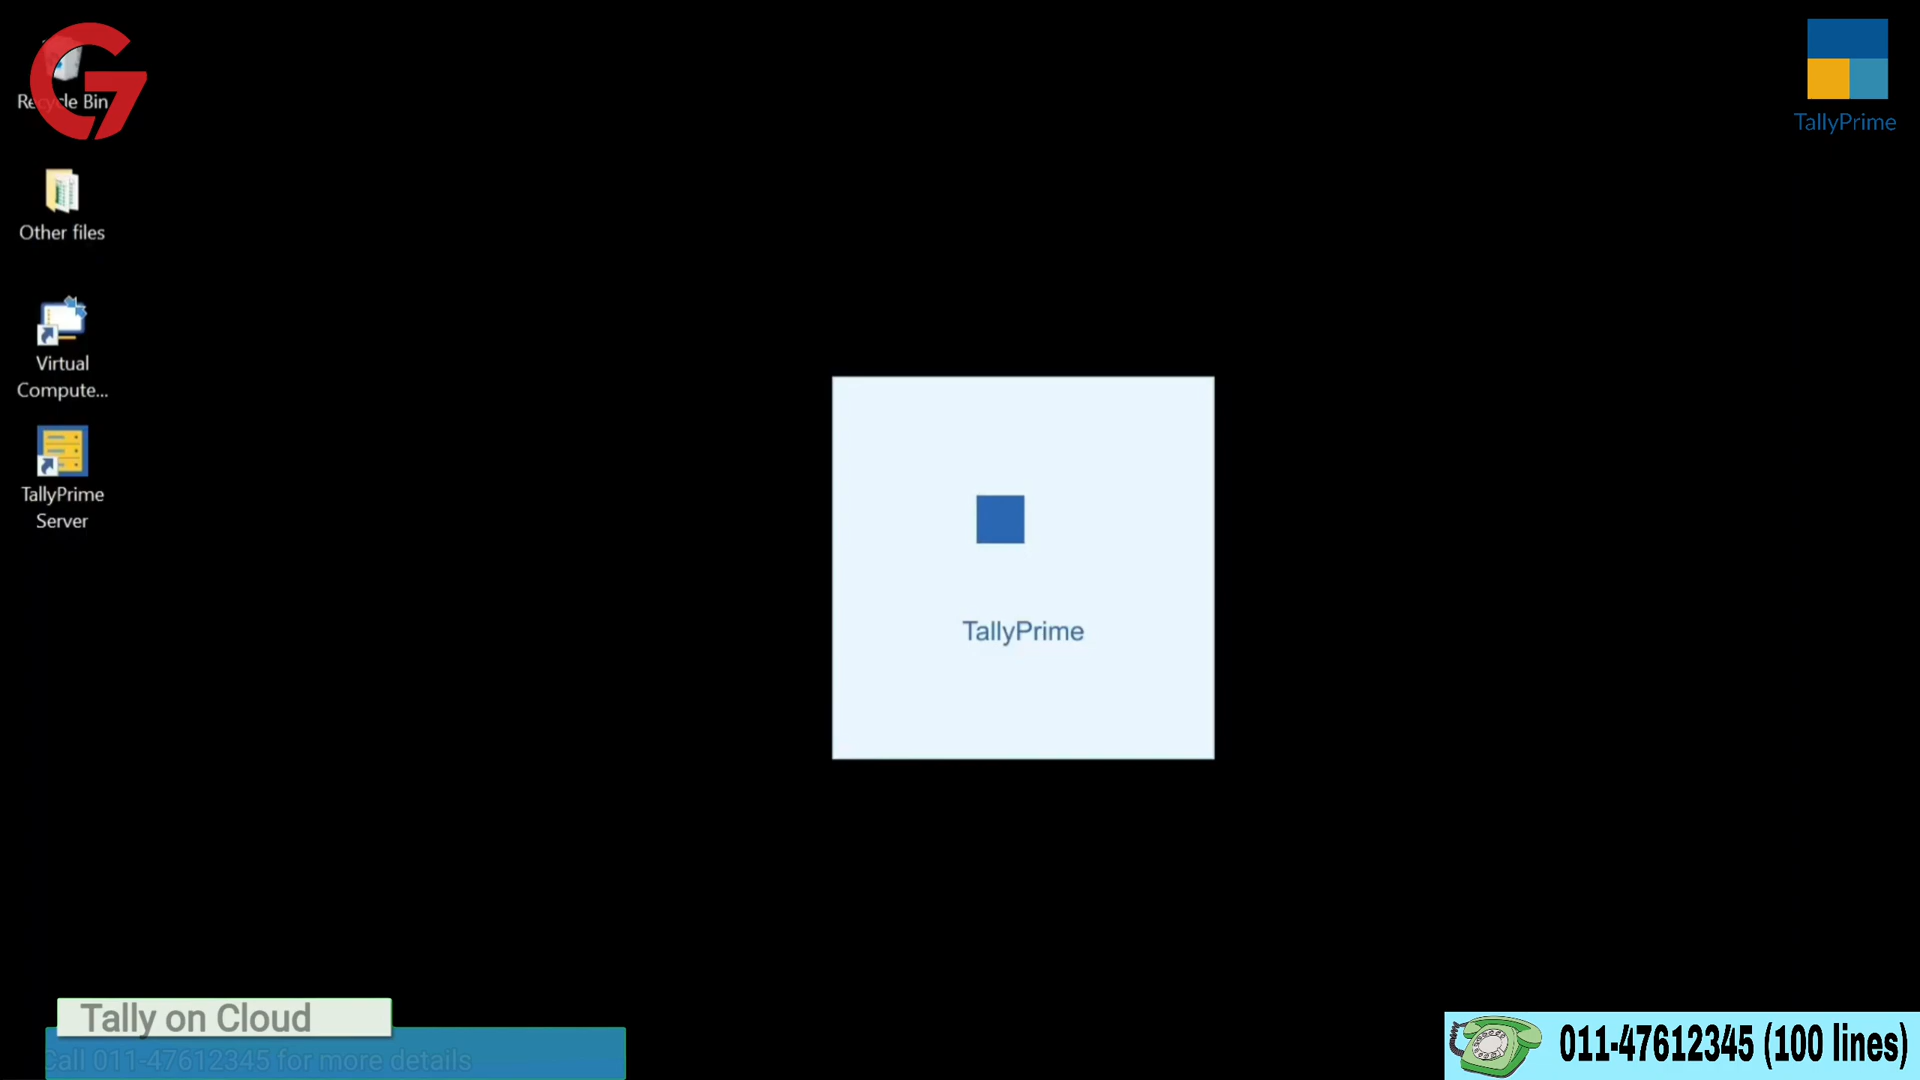 Recycle Bin
Other files
Virtual
Compute...
TallyPrime
Server
TallyPrime
TallyPrime
Tally on Cloud
Call 011-47612345 for more details
011-47612345 (100 lines)